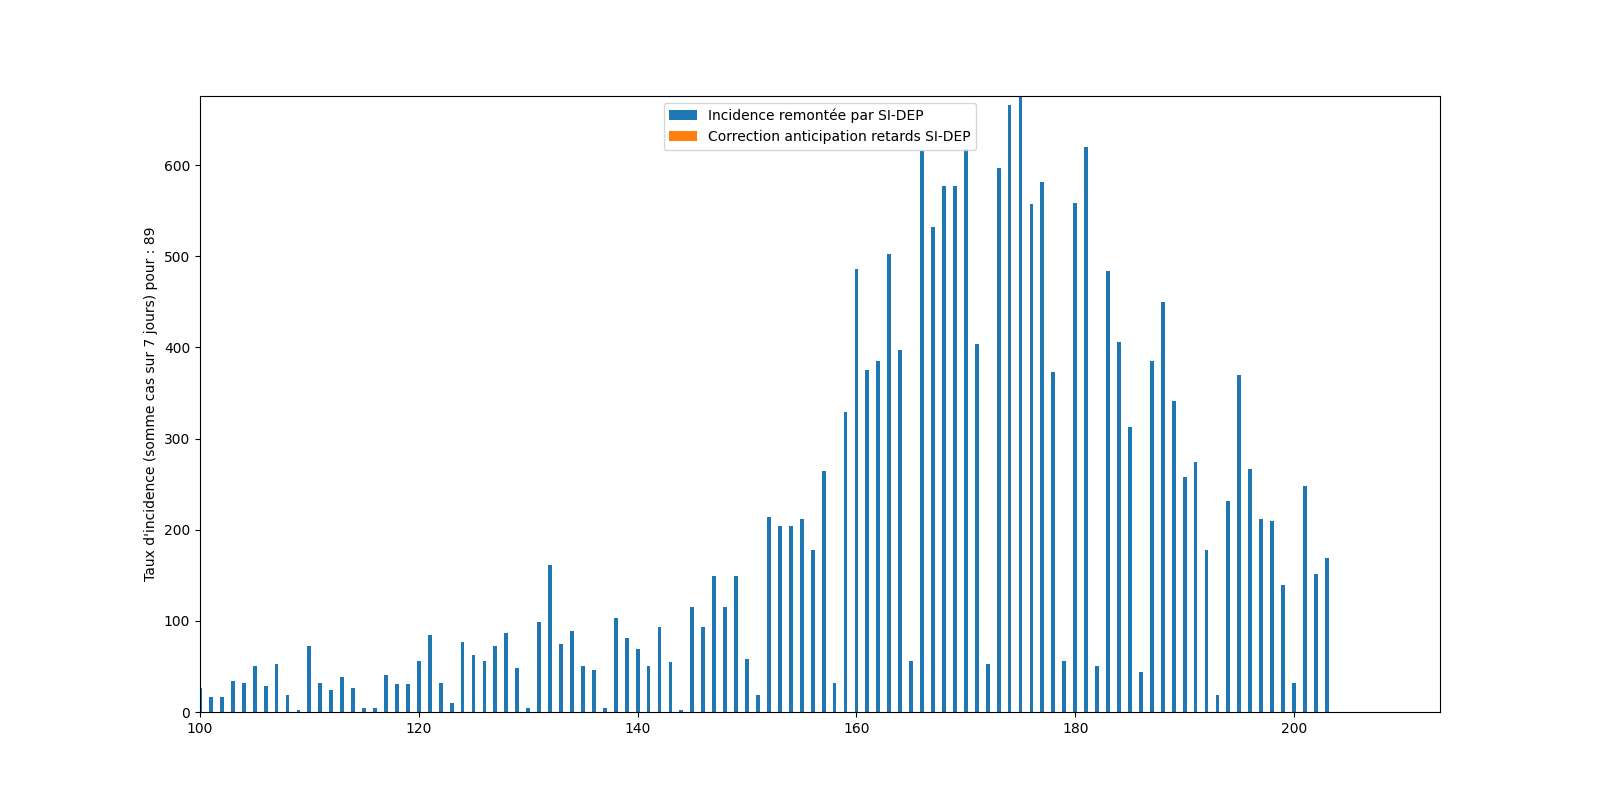 Incidence remontée par SI-DEP
Correction anticipation retards SI-DEP
Taux d'incidence (somme cas sur 7 jours) pour : 89
600
500
400
300
200
100
0
100 120 140 160 180 200